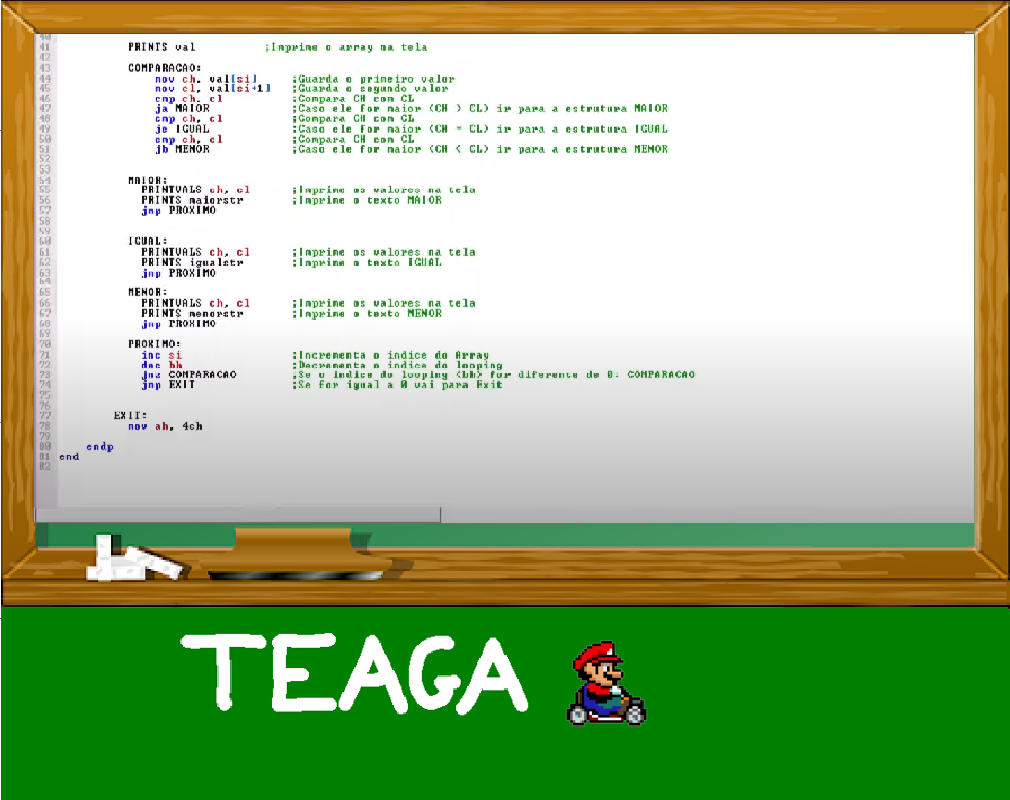 40
41 PRINTS val ;Imprime o array na tela
42
43 COMPARACAO:
44 mov ch, val[si] ;Guarda o primeiro valor
45 mov cl, val[si+1] ;Guarda o segundo valor
46 cmp ch, cl ;Compara CH com CL
47 ja MAIOR ;Caso ele for maior (CH > CL) ir para a estrutura MAIOR
48 cmp ch, cl ;Compara CH com CL
49 je IGUAL ;Caso ele for maior (CH = CL) ir para a estrutura IGUAL
50 cmp ch, cl ;Compara CH com CL
51 jb MENOR ;Caso ele for maior (CH < CL) ir para a estrutura MENOR
52
53
54 MAIOR:
55 PRINTVALS ch, cl ;Imprime os valores na tela
56 PRINTS maiorstr ;Imprime o texto MAIOR
57 jmp PROXIMO
58
59
60 IGUAL:
61 PRINTVALS ch, cl ;Imprime os valores na tela
62 PRINTS igualstr ;Imprime o texto IGUAL
63 jmp PROXIMO
64
65 MENOR:
66 PRINTVALS ch, cl ;Imprime os valores na tela
67 PRINTS menorstr ;Imprime o texto MENOR
68 jmp PROXIMO
69
70 PROXIMO:
71 inc si ;Incrementa o indice do Array
72 dec bh ;Decrementa o indice do looping
73 jnz COMPARACAO ;Se o indice do looping (bh) for diferente de 0: COMPARACAO
74 jmp EXIT ;Se for igual a 0 vai para Exit
75
76
77 EXIT:
78 mov ah, 4ch
79
80 endp
81 end
82
TEAGA